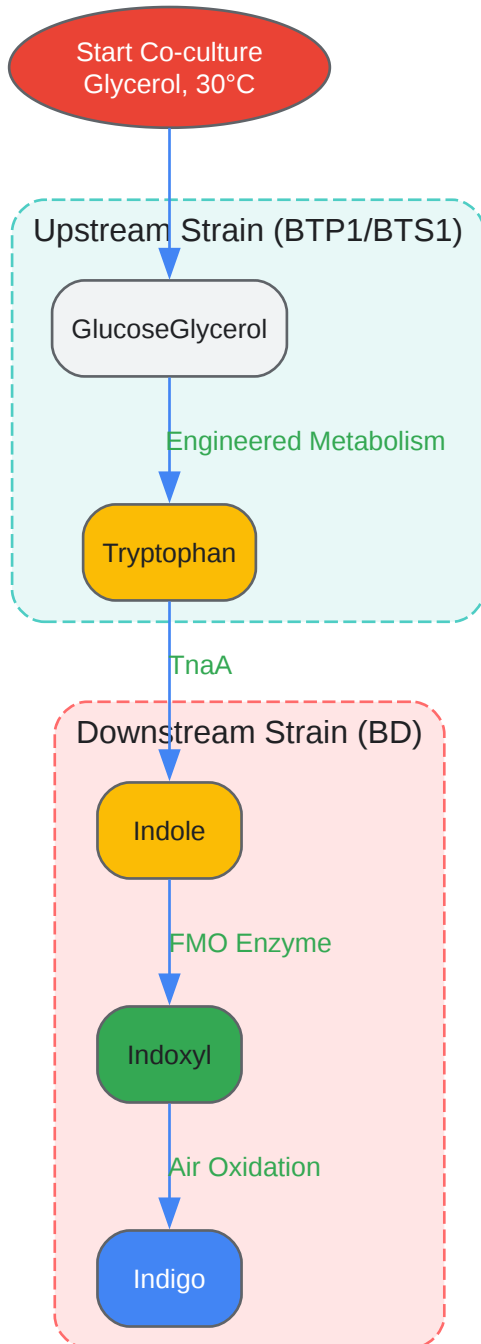 Start Co-culture
Glycerol, 30°C
Upstream Strain (BTP1/BTS1)
GlucoseGlycerol
Engineered Metabolism
Tryptophan
TnaA
Downstream Strain (BD)
Indole
FMO Enzyme
Indoxyl
Air Oxidation
Indigo